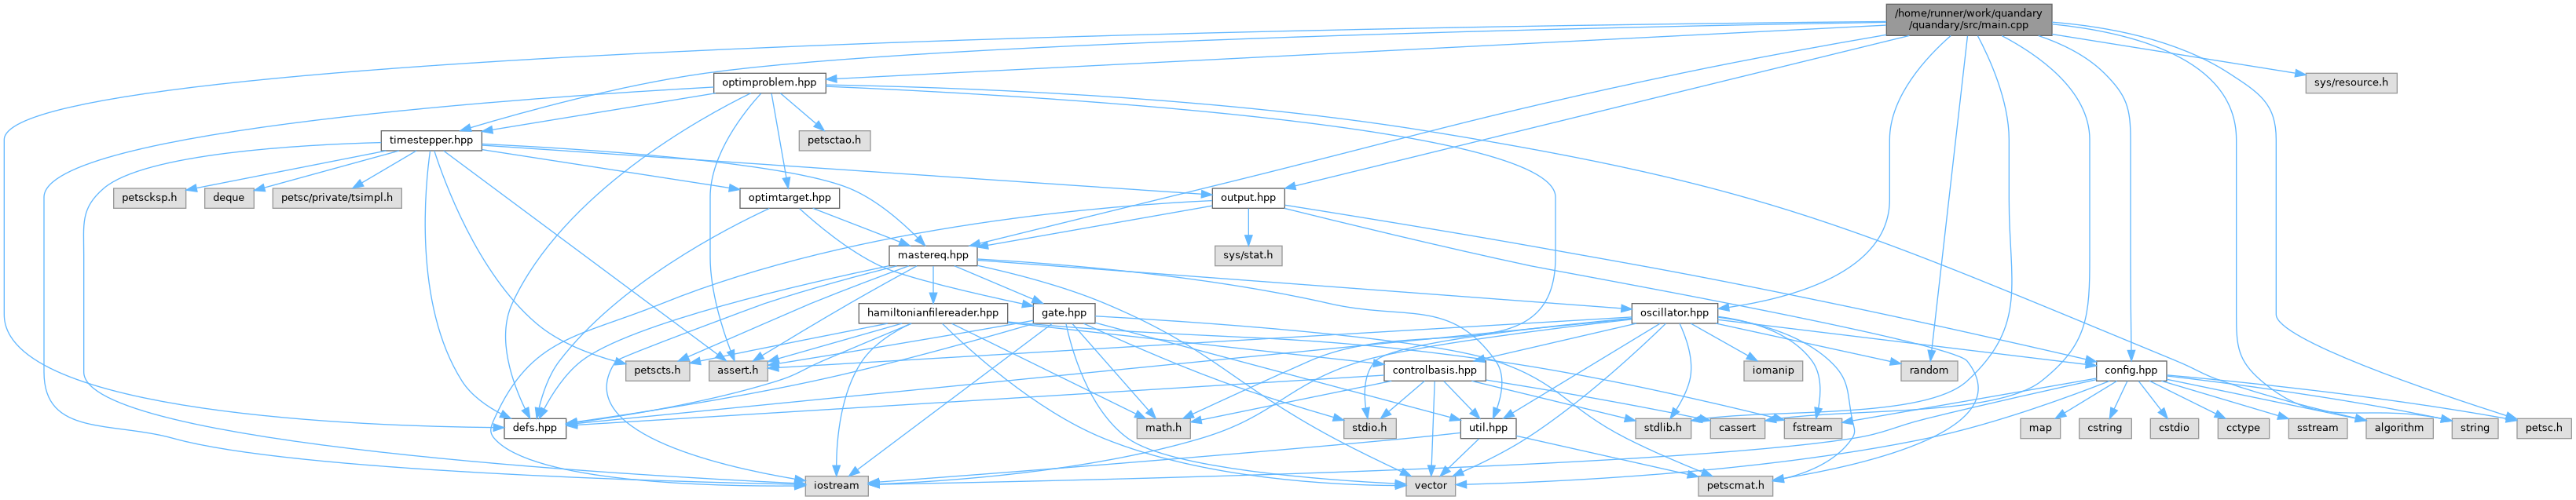 /home/runner/work/quandary
/quandary/src/main.cpp
optimproblem.hpp
sys/resource.h
timestepper.hpp
petsctao.h
petscksp.h
deque
petsc/private/tsimpl.h
optimtarget.hpp
output.hpp
mastereq.hpp
sys/stat.h
hamiltonianfilereader.hpp
gate.hpp
oscillator.hpp
petscts.h
assert.h
controlbasis.hpp
iomanip
random
config.hpp
defs.hpp
math.h
stdio.h
util.hpp
stdlib.h
cassert
fstream
map
cstring
cstdio
cctype
sstream
algorithm
string
petsc.h
iostream
vector
petscmat.h